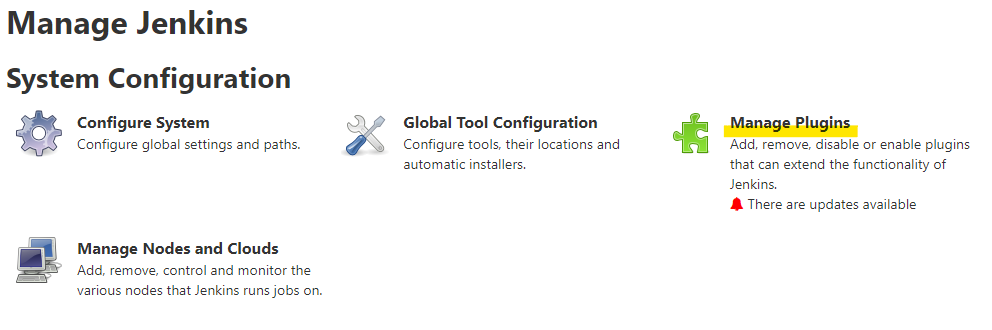 Manage Jenkins
System Configuration
Configure System
Configure global settings and paths.
Global Tool Configuration
Configure tools, their locations and
automatic installers.
Manage Plugins
Add, remove, disable or enable plugins
that can extend the functionality of
Jenkins.
There are updates available
Manage Nodes and Clouds
Add, remove, control and monitor the
various nodes that Jenkins runs jobs on.